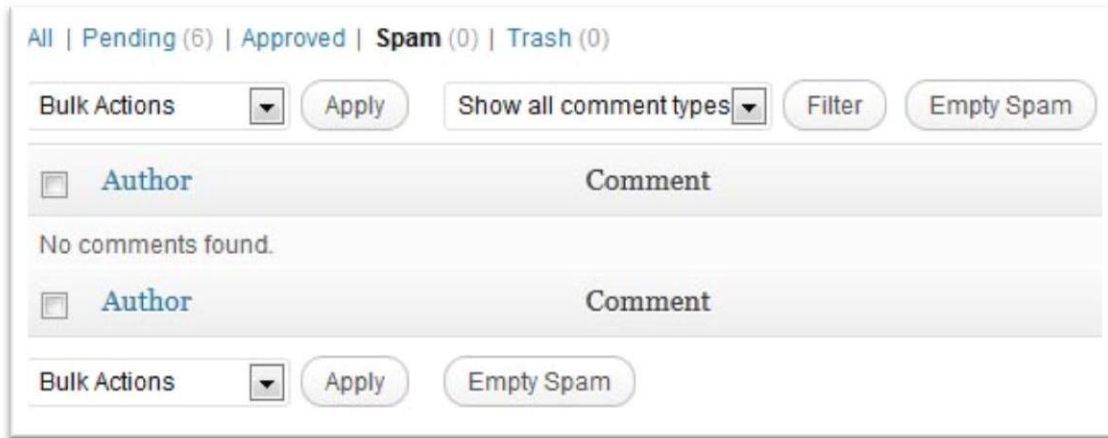 All | Pending (6) | Approved | Spam (0) | Trash (0)
Bulk Actions Apply Show all comment types Filter Empty Spam
Author Comment
No comments found.
Author Comment
Bulk Actions Apply Empty Spam